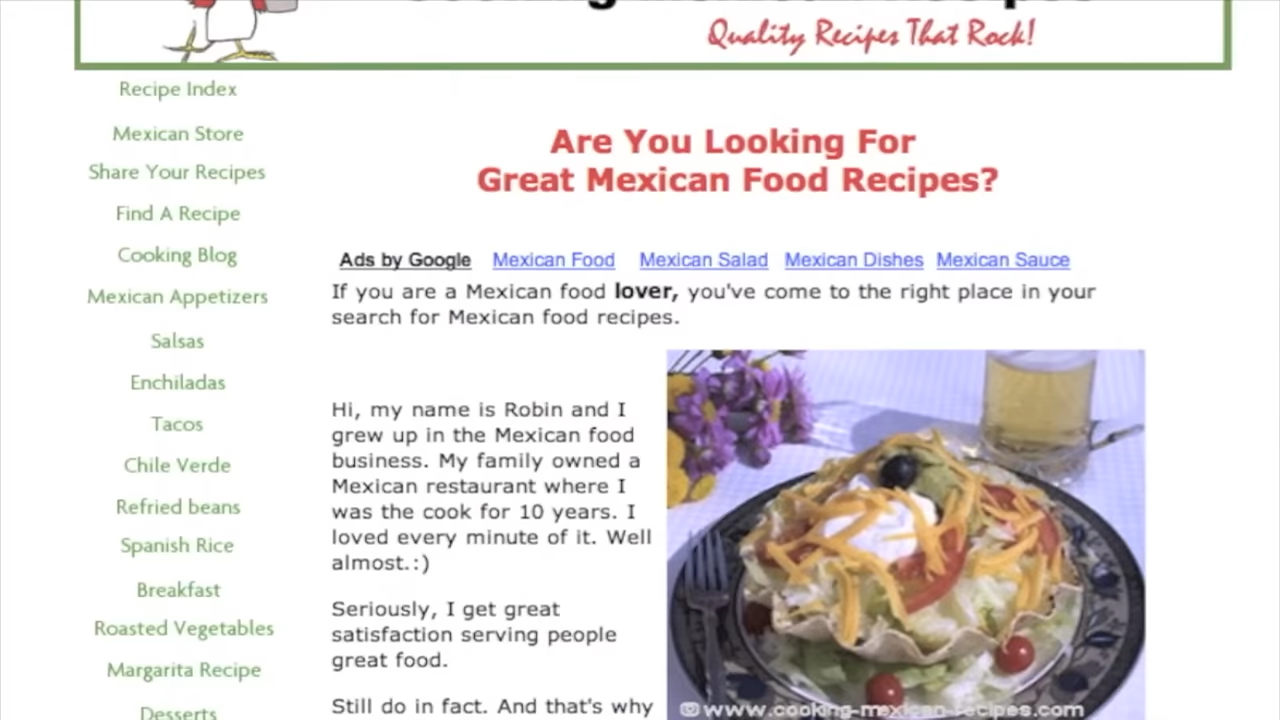 Cooking Mexican Recipes
Quality Recipes That Rock!
Recipe Index
Mexican Store
Share Your Recipes
Find A Recipe
Cooking Blog
Mexican Appetizers
Salsas
Enchiladas
Tacos
Chile Verde
Refried beans
Spanish Rice
Breakfast
Roasted Vegetables
Margarita Recipe
Desserts
Are You Looking For
Great Mexican Food Recipes?
Ads by Google Mexican Food Mexican Salad Mexican Dishes Mexican Sauce
If you are a Mexican food lover, you've come to the right place in your
search for Mexican food recipes.
Hi, my name is Robin and I
grew up in the Mexican food
business. My family owned a
Mexican restaurant where I
was the cook for 10 years. I
loved every minute of it. Well
almost.:)
Seriously, I get great
satisfaction serving people
great food.
Still do in fact. And that's why
© www.cooking-mexican-recipes.com